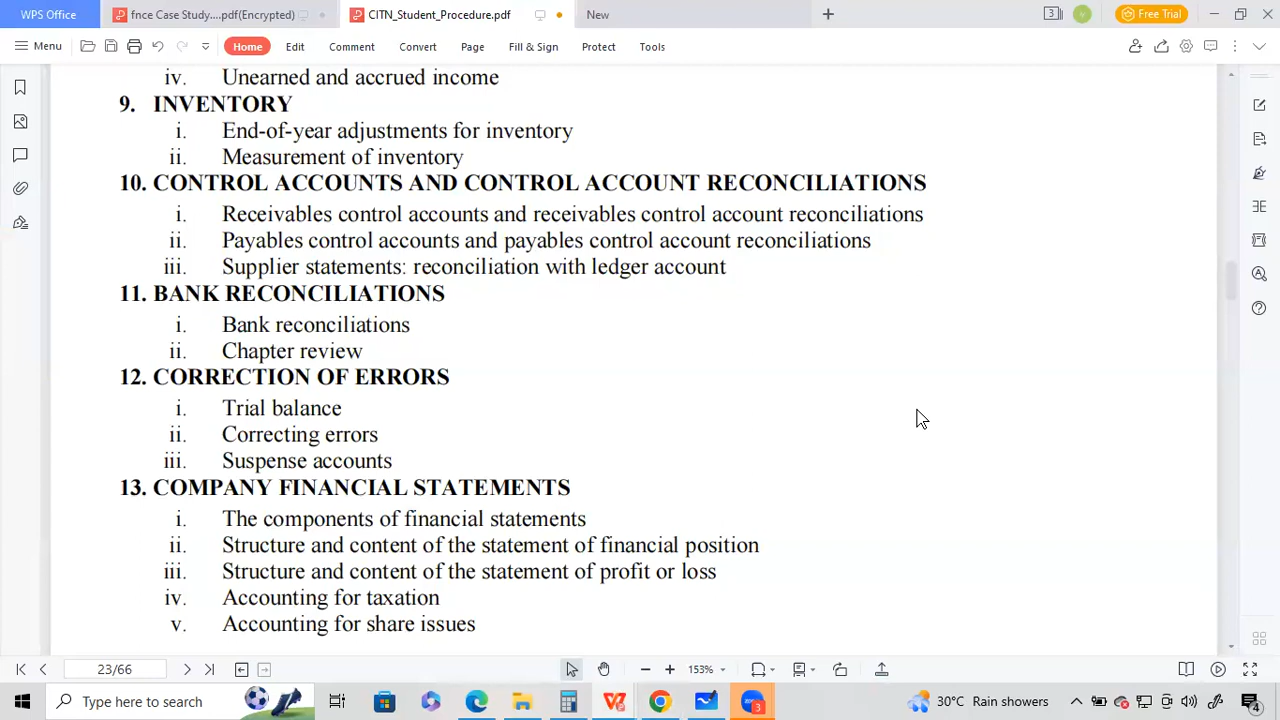 WPS Office
fnce Case Study....pdf(Encrypted)
CITN_Student_Procedure.pdf
New
3
Free Trial
Menu
Home
Edit
Comment
Convert
Page
Fill & Sign
Protect
Tools
iv. Unearned and accrued income
9. INVENTORY
i. End-of-year adjustments for inventory
ii. Measurement of inventory
10. CONTROL ACCOUNTS AND CONTROL ACCOUNT RECONCILIATIONS
i. Receivables control accounts and receivables control account reconciliations
ii. Payables control accounts and payables control account reconciliations
iii. Supplier statements: reconciliation with ledger account
11. BANK RECONCILIATIONS
i. Bank reconciliations
ii. Chapter review
12. CORRECTION OF ERRORS
i. Trial balance
ii. Correcting errors
iii. Suspense accounts
13. COMPANY FINANCIAL STATEMENTS
i. The components of financial statements
ii. Structure and content of the statement of financial position
iii. Structure and content of the statement of profit or loss
iv. Accounting for taxation
v. Accounting for share issues
23/66
153%
Type here to search
3
30°C Rain showers
4